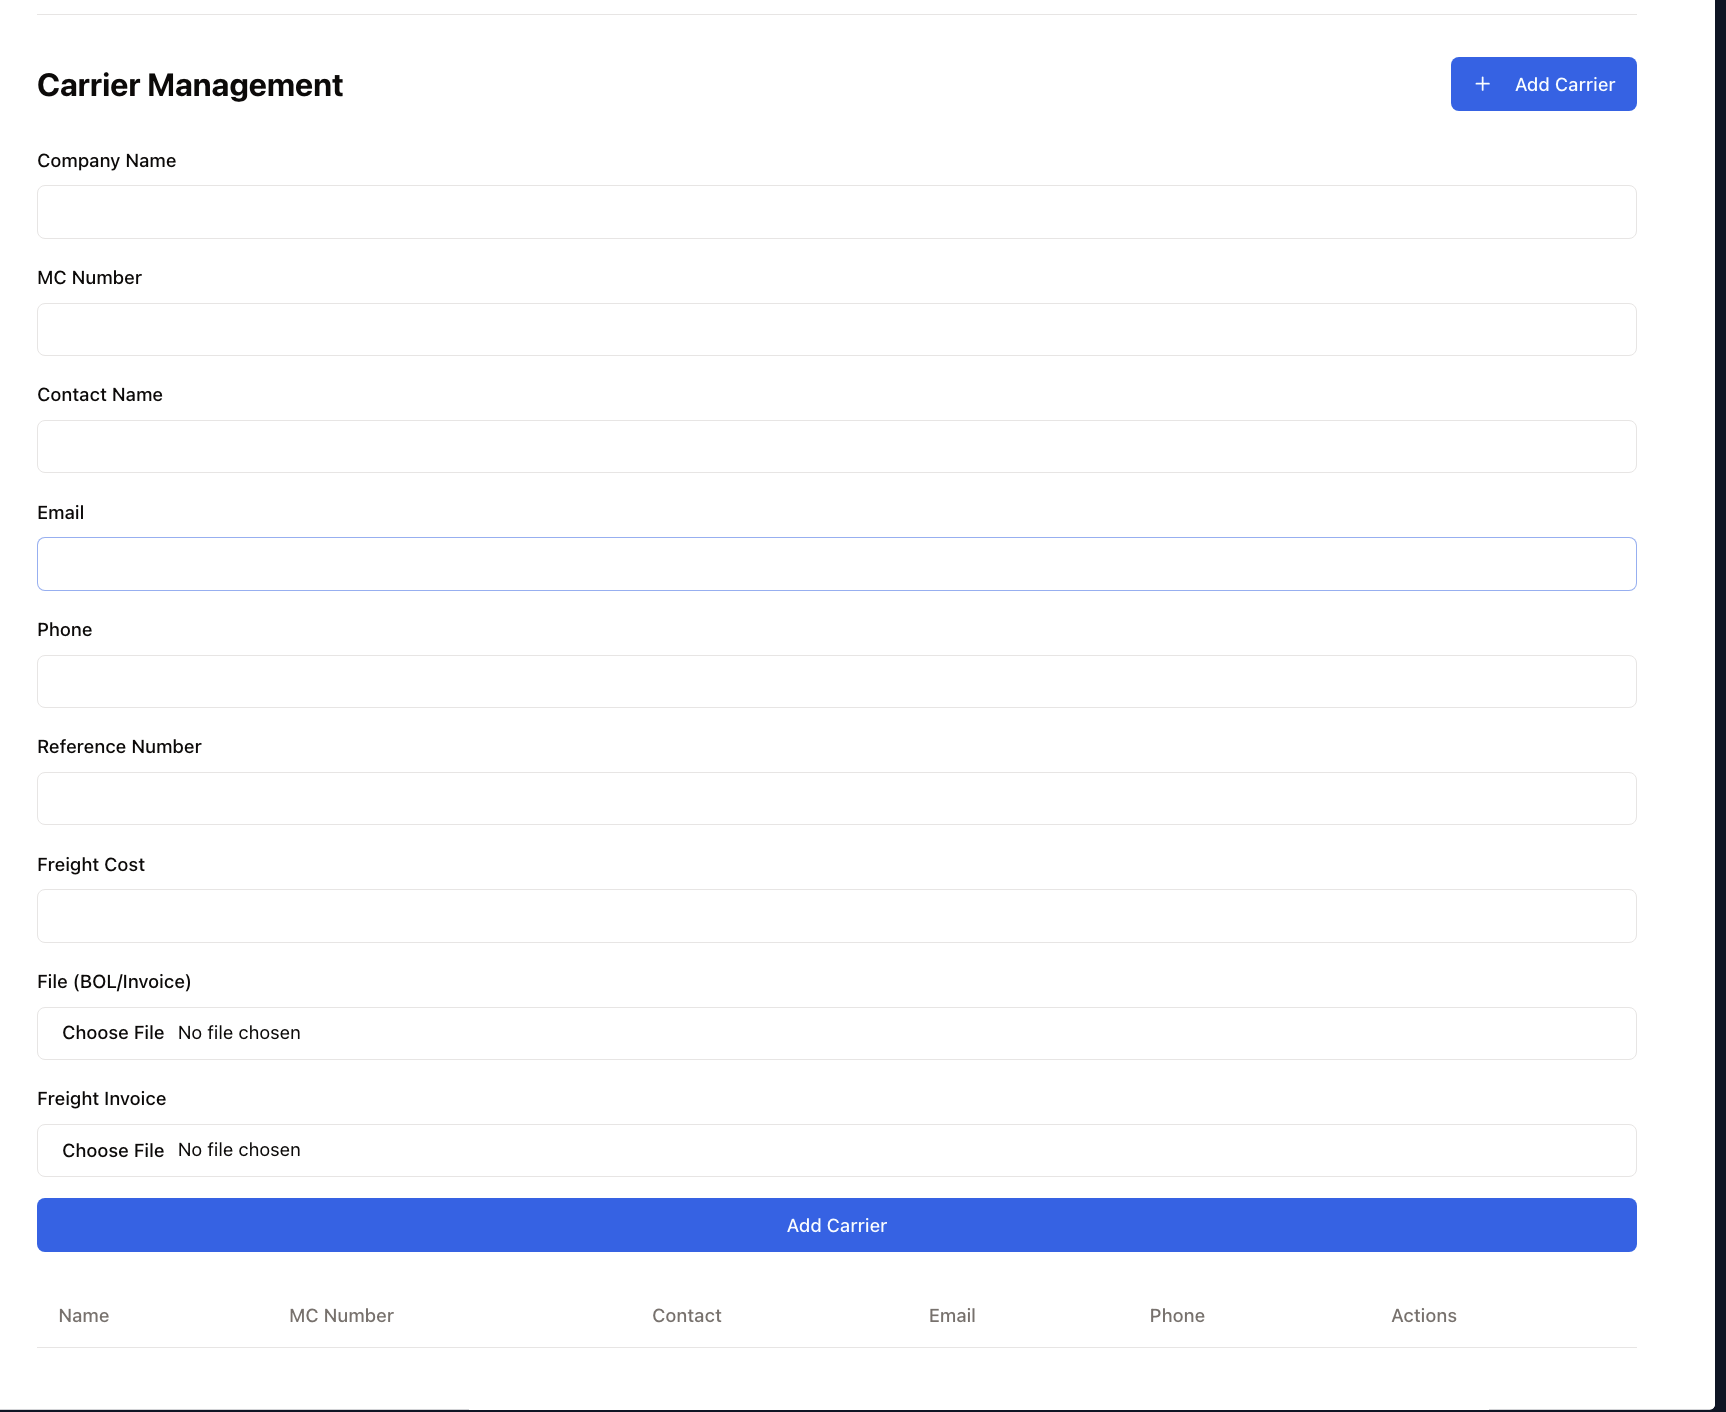 Carrier Management
+ Add Carrier
Company Name
MC Number
Contact Name
Email
Phone
Reference Number
Freight Cost
File (BOL/Invoice)
Choose File No file chosen
Freight Invoice
Choose File No file chosen
Add Carrier
Name MC Number Contact Email Phone Actions